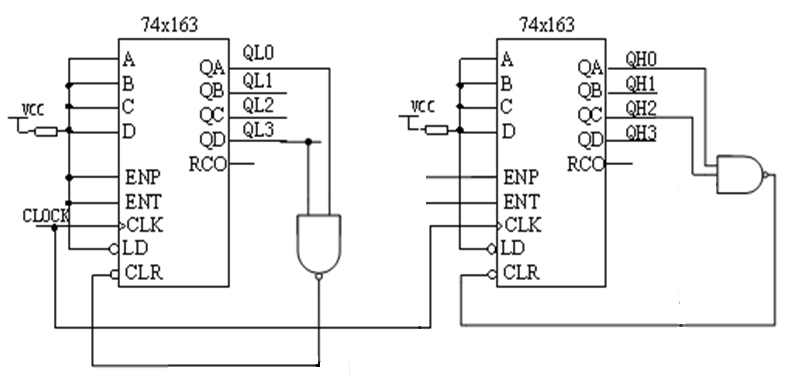 74x163
A
B
C
D
ENP
ENT
CLK
LD
CLR
QA
QB
QC
QD
RCO
QL0
QL1
QL2
QL3
VCC
CLOCK
74x163
A
B
C
D
ENP
ENT
CLK
LD
CLR
QA
QB
QC
QD
RCO
QH0
QH1
QH2
QH3
VCC